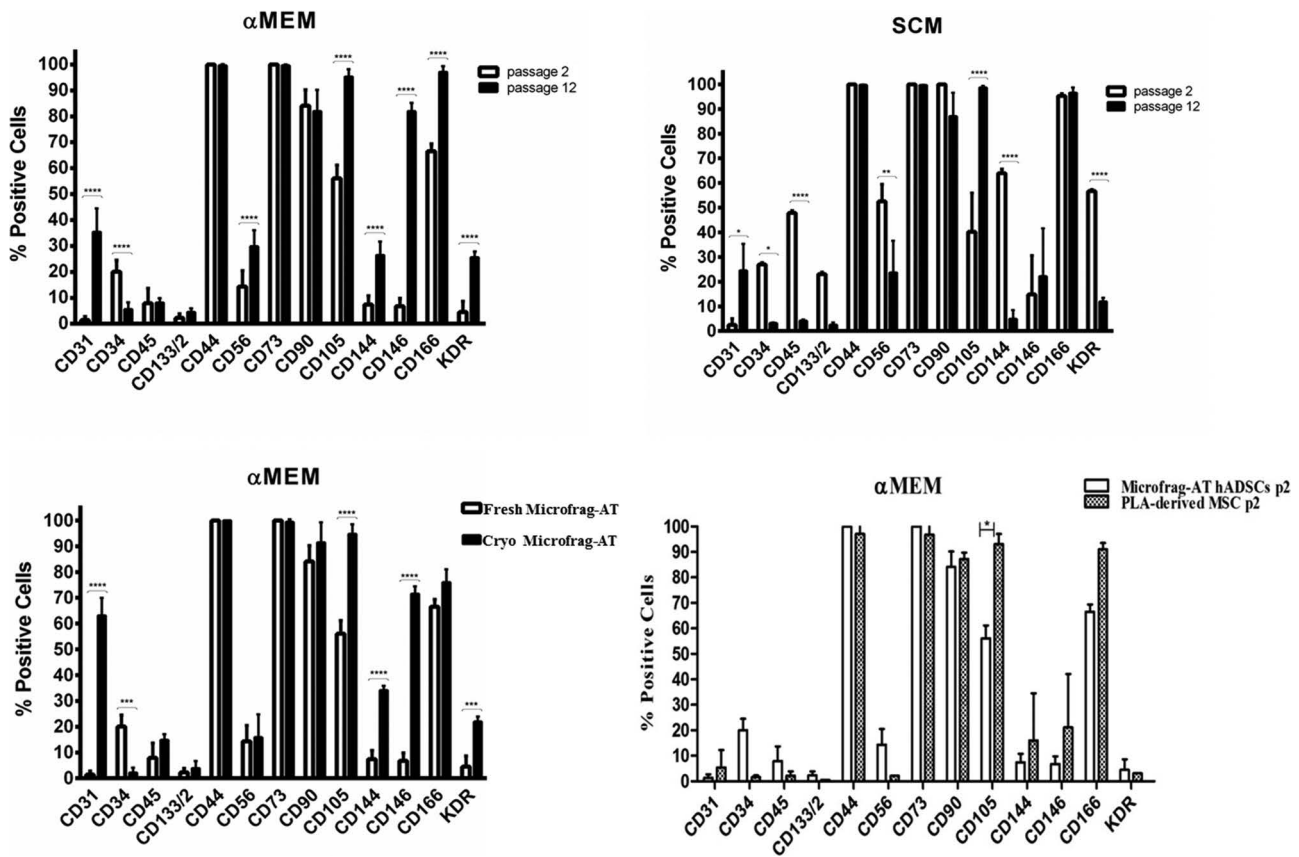 αMEM
% Positive Cells
100
90
80
70
60
50
40
30
20
10
0
passage 2
passage 12
****
****
****
****
****
****
****
****
CD31
CD34
CD45
CD133/2
CD44
CD56
CD73
CD90
CD105
CD144
CD146
CD166
KDR
SCM
% Positive Cells
100
90
80
70
60
50
40
30
20
10
0
passage 2
passage 12
*
*
****
**
****
****
****
CD31
CD34
CD45
CD133/2
CD44
CD56
CD73
CD90
CD105
CD144
CD146
CD166
KDR
αMEM
% Positive Cells
100
90
80
70
60
50
40
30
20
10
0
Fresh Microfrag-AT
Cryo Microfrag-AT
****
***
****
****
****
***
CD31
CD34
CD45
CD133/2
CD44
CD56
CD73
CD90
CD105
CD144
CD146
CD166
KDR
αMEM
% Positive Cells
100
90
80
70
60
50
40
30
20
10
0
Microfrag-AT hADSCs p2
PLA-derived MSC p2
*
CD31
CD34
CD45
CD133/2
CD44
CD56
CD73
CD90
CD105
CD144
CD146
CD166
KDR